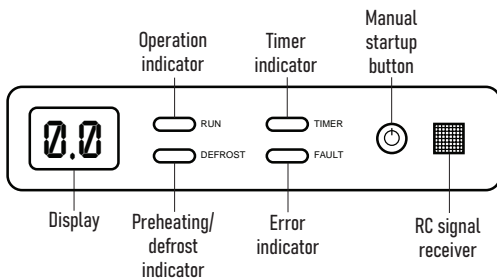 Manual
startup
button
Operation
indicator
Timer
indicator
0.0
RUN
TIMER
DEFROST
FAULT
Display
Preheating/
defrost
indicator
Error
indicator
RC signal
receiver